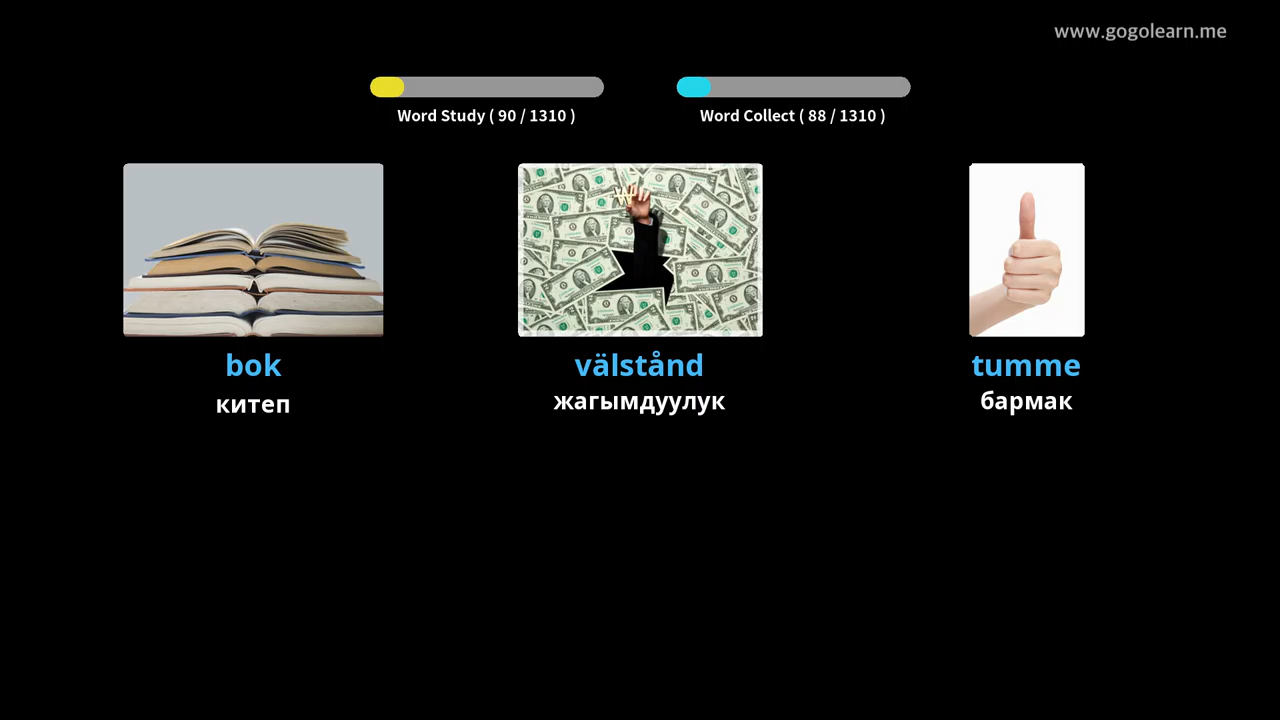 www.gogolearn.me
Word Study ( 90 / 1310 )
Word Collect ( 88 / 1310 )
bok
välstånd
tumme
китеп
жагымдуулук
бармак